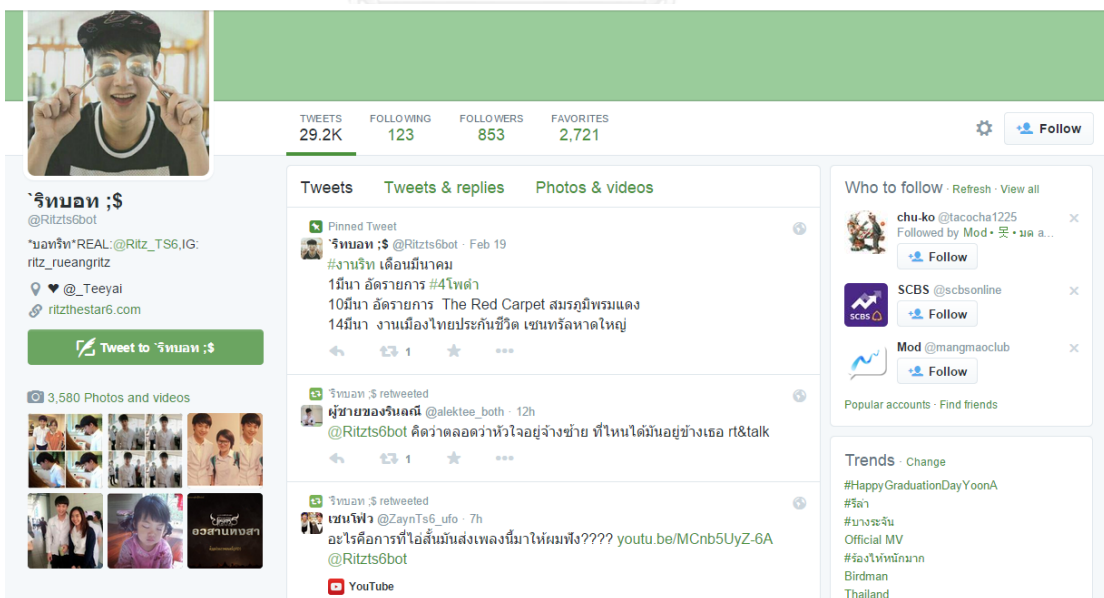 TWEETS
29.2K
FOLLOWING
123
FOLLOWERS
853
FAVORITES
2,721
Follow
`ริทบอท ;$
@Ritzts6bot
*บอทริท*REAL:@Ritz_TS6,IG:
ritz_rueangritz
♥ @_Teeyai
ritzthestar6.com
Tweet to `ริทบอท ;$
3,580 Photos and videos
อวสานหงสา
Tweets Tweets & replies Photos & videos
Pinned Tweet
`ริทบอท ;$ @Ritzts6bot · Feb 19
#งานริท เดือนมีนาคม
1มีนา อัดรายการ #4โพดำ
10มีนา อัดรายการ The Red Carpet สมรภูมิพรมแดง
14มีนา งานเมืองไทยประกันชีวิต เซนทรัลหาดใหญ่
1
`ริทบอท ;$ retweeted
ผู้ชายของรินลณี @alektee_both · 12h
@Ritzts6bot คิดว่าตลอดว่าหัวใจอยู่จ้างซ้าย ที่ไหนได้มันอยู่ข้างเธอ rt&talk
1
`ริทบอท ;$ retweeted
เซนโฟ่ว @ZaynTs6_ufo · 7h
อะไรคือการที่ไอ่สั้นมันส่งเพลงนี้มาให้ผมฟัง???? youtu.be/MCnb5UyZ-6A
@Ritzts6bot
YouTube
Who to follow · Refresh · View all
chu-ko @tacocha1225
Followed by Mod • 못 • มด a...
Follow
SCBS
SCBS @scbsonline
Follow
Mod @mangmaoclub
Follow
Popular accounts · Find friends
Trends · Change
#HappyGraduationDayYoonA
#รีล่า
#บางระจัน
Official MV
#ร้องไห้หนักมาก
Birdman
Thailand